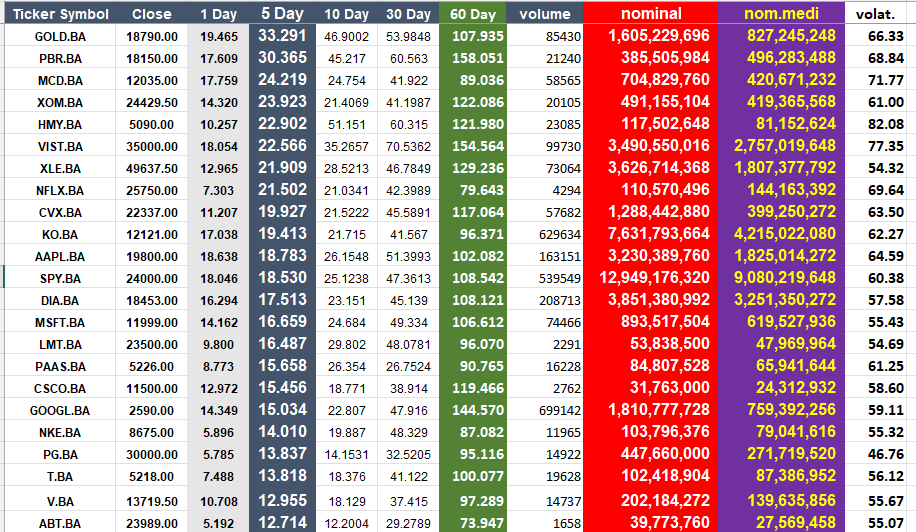 Ticker Symbol Close 1 Day 5 Day 10 Day 30 Day 60 Day volume nominal nom.medi volat.
GOLD.BA 18790.00 19.465 33.291 46.9002 53.9848 107.935 85430 1,605,229,696 827,245,248 66.33
PBR.BA 18150.00 17.609 30.365 45.217 60.563 158.051 21240 385,505,984 496,283,488 68.84
MCD.BA 12035.00 17.759 24.219 24.754 41.922 89.036 58565 704,829,760 420,671,232 71.77
XOM.BA 24429.50 14.320 23.923 21.4069 41.1987 122.086 20105 491,155,104 419,365,568 61.00
HMY.BA 5090.00 10.257 22.902 51.151 60.315 121.980 23085 117,502,648 81,152,624 82.08
VIST.BA 35000.00 18.054 22.566 35.2657 70.5362 154.564 99730 3,490,550,016 2,757,019,648 77.35
XLE.BA 49637.50 12.965 21.909 28.5213 46.7849 129.236 73064 3,626,714,368 1,807,377,792 54.32
NFLX.BA 25750.00 7.303 21.502 21.0341 42.3989 79.643 4294 110,570,496 144,163,392 69.64
CVX.BA 22337.00 11.207 19.927 21.5222 45.5891 117.064 57682 1,288,442,880 399,250,272 63.50
KO.BA 12121.00 17.038 19.413 21.715 41.567 96.371 629634 7,631,793,664 4,215,022,080 62.27
AAPL.BA 19800.00 18.638 18.783 26.1548 51.3993 102.082 163151 3,230,389,760 1,825,014,272 64.59
SPY.BA 24000.00 18.046 18.530 25.1238 47.3613 108.542 539549 12,949,176,320 9,080,219,648 60.38
DIA.BA 18453.00 16.294 17.513 23.151 45.139 108.121 208713 3,851,380,992 3,251,350,272 57.58
MSFT.BA 11999.00 14.162 16.659 24.684 49.334 106.612 74466 893,517,504 619,527,936 55.43
LMT.BA 23500.00 9.800 16.487 29.802 48.0781 96.070 2291 53,838,500 47,969,964 54.69
PAAS.BA 5226.00 8.773 15.658 26.354 26.7524 90.765 16228 84,807,528 65,941,644 61.25
CSCO.BA 11500.00 12.972 15.456 18.771 38.914 119.466 2762 31,763,000 24,312,932 58.60
GOOGL.BA 2590.00 14.349 15.034 22.807 47.916 144.570 699142 1,810,777,728 759,392,256 59.11
NKE.BA 8675.00 5.896 14.010 19.887 48.329 87.082 11965 103,796,376 79,041,616 55.32
PG.BA 30000.00 5.785 13.837 14.1531 32.5205 95.116 14922 447,660,000 271,719,520 46.76
T.BA 5218.00 7.488 13.818 18.376 41.122 100.077 19628 102,418,904 87,386,952 56.12
V.BA 13719.50 10.708 12.955 18.129 37.415 97.289 14737 202,184,272 139,635,856 55.67
ABT.BA 23989.00 5.192 12.714 12.2004 29.2789 73.947 1658 39,773,760 27,569,458 55.07